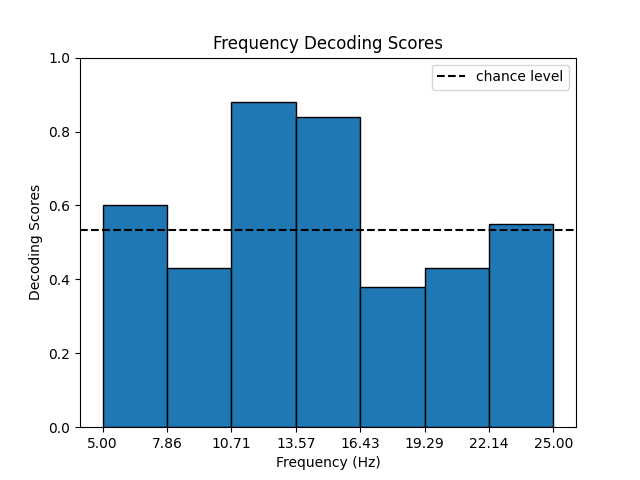 Frequency Decoding Scores
chance level
Decoding Scores
1.0
0.8
0.6
0.4
0.2
0.0
5.00 7.86 10.71 13.57 16.43 19.29 22.14 25.00
Frequency (Hz)